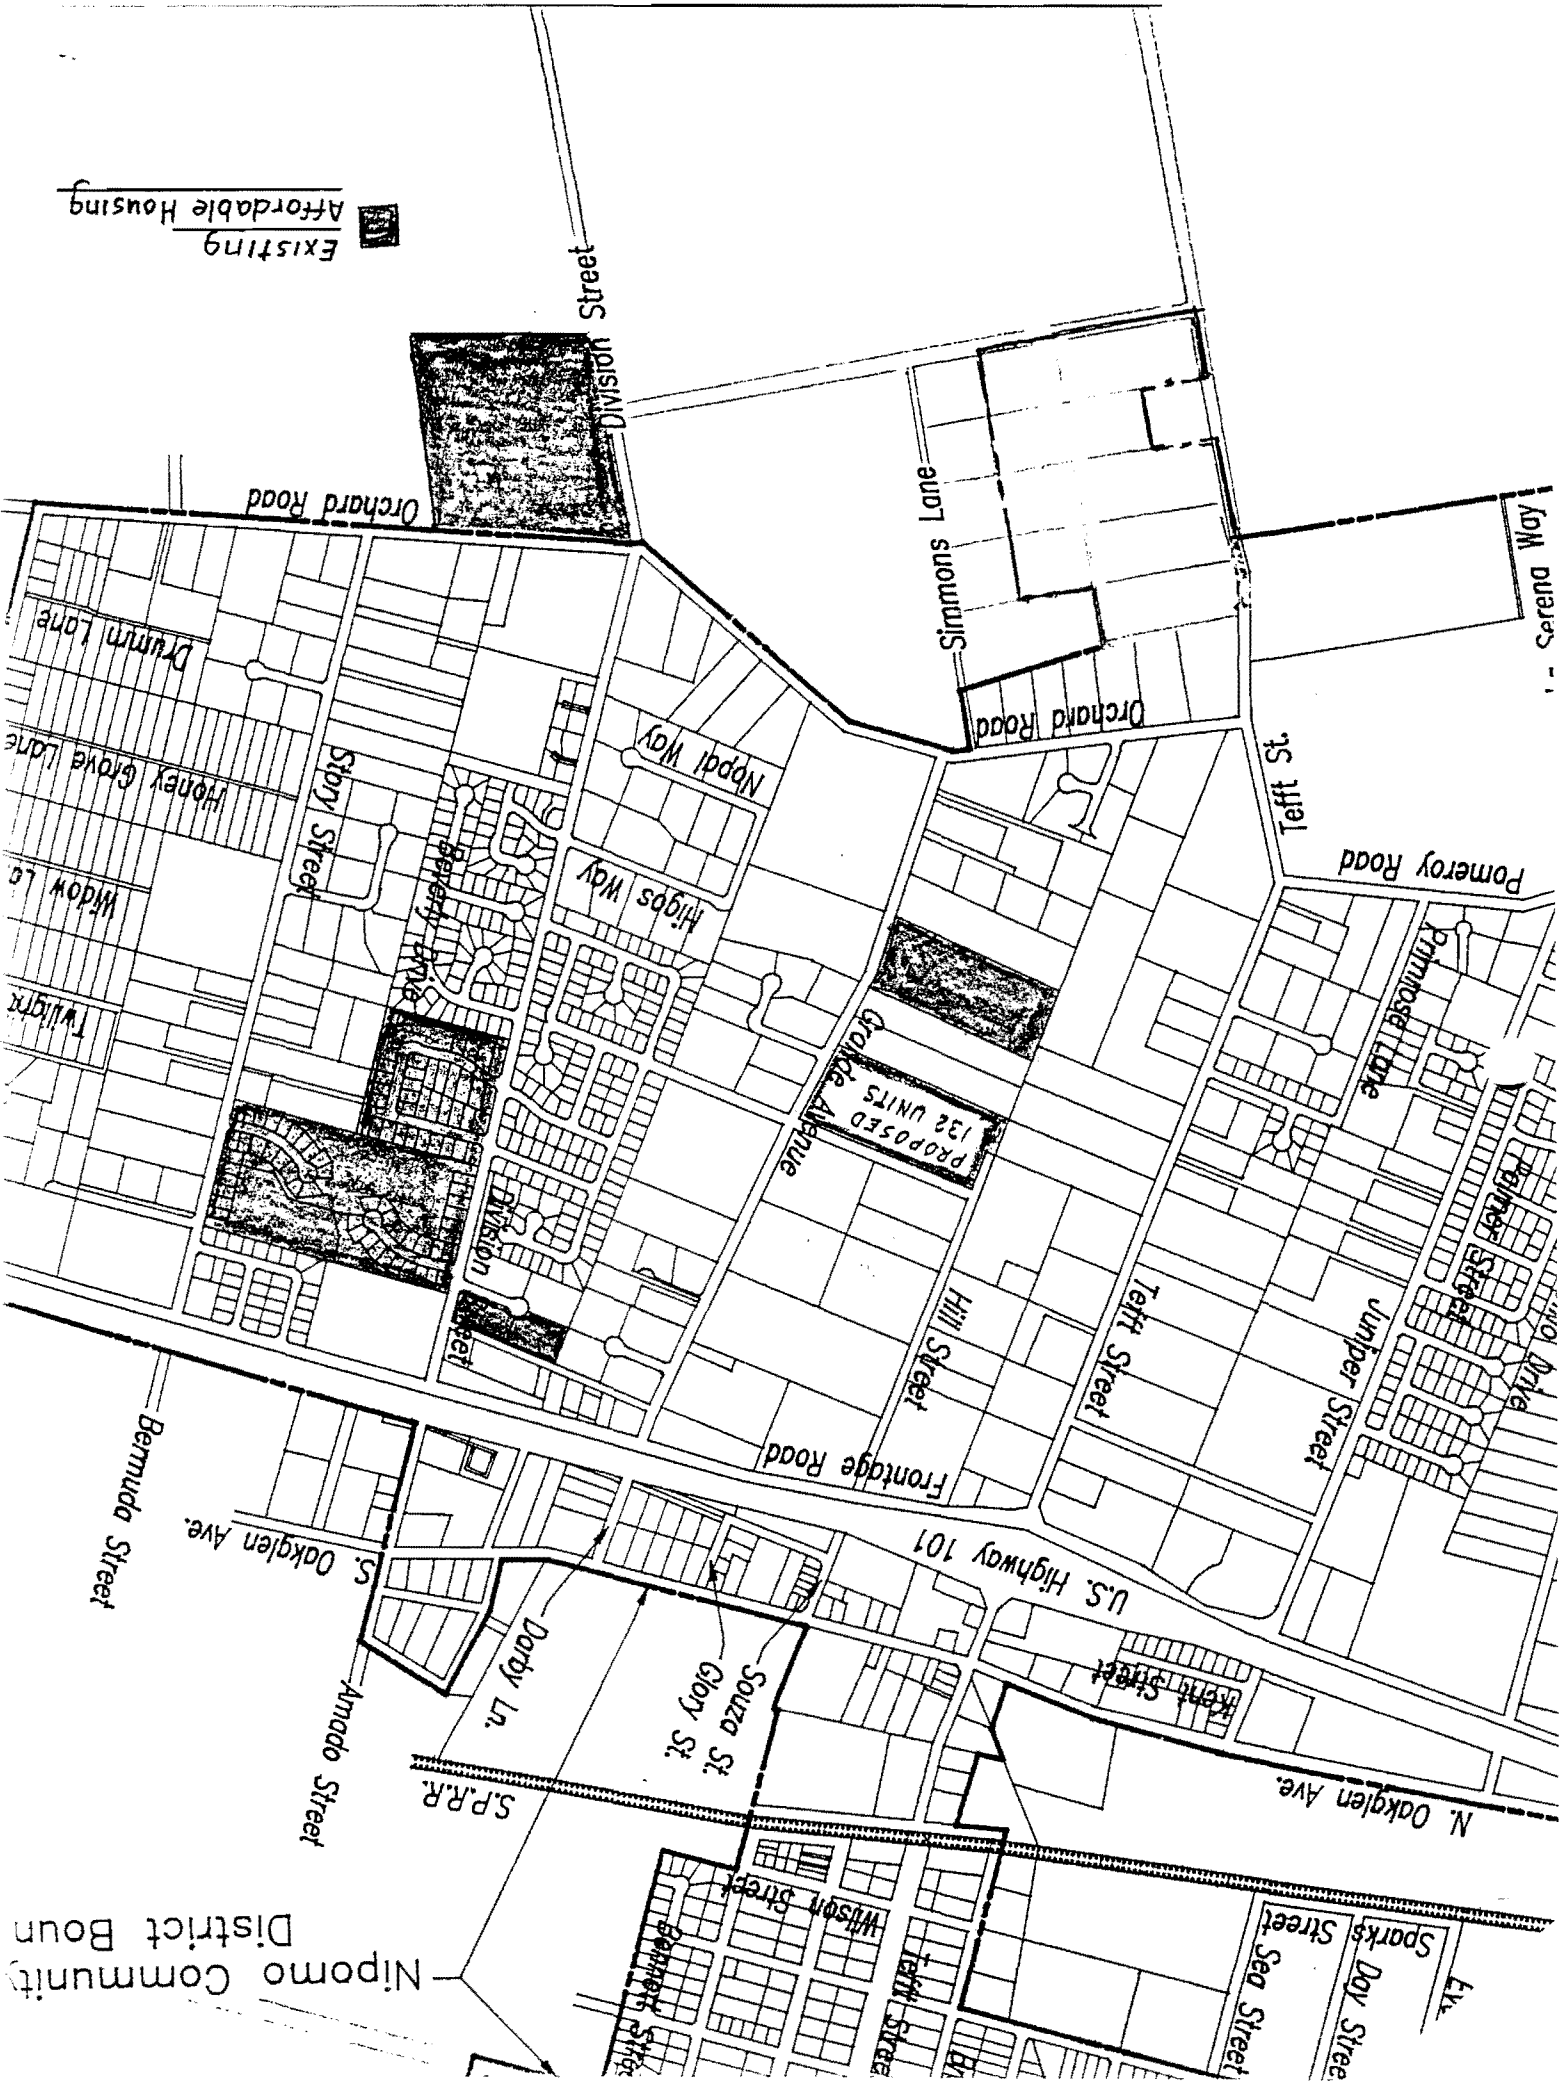 Nipomo Community
District Boun
Existing
Affordable Housing
Division Street
Orchard Road
Simmons Lane
Serena Way
Drumm Lane
Honey Grove Lane
Widow
Story Street
Beverly Drive
Nopal Way
Higos Way
Orchard Road
Tefft St.
Pomeroy Road
Primrose Lane
Grande Avenue
PROPOSED
132 UNITS
Division Street
Hill Street
Tefft Street
Juniper Street
Street
Drive
Frontage Road
U.S. Highway 101
Bermuda Street
S. Oakglen Ave.
Amado Street
Darby Ln.
Souza St.
Glory St.
Kent Street
N. Oakglen Ave.
S.P.R.R.
Wilson Street
Bennett
Tefft Stree
Sea Street
Sparks Street
Day Stree